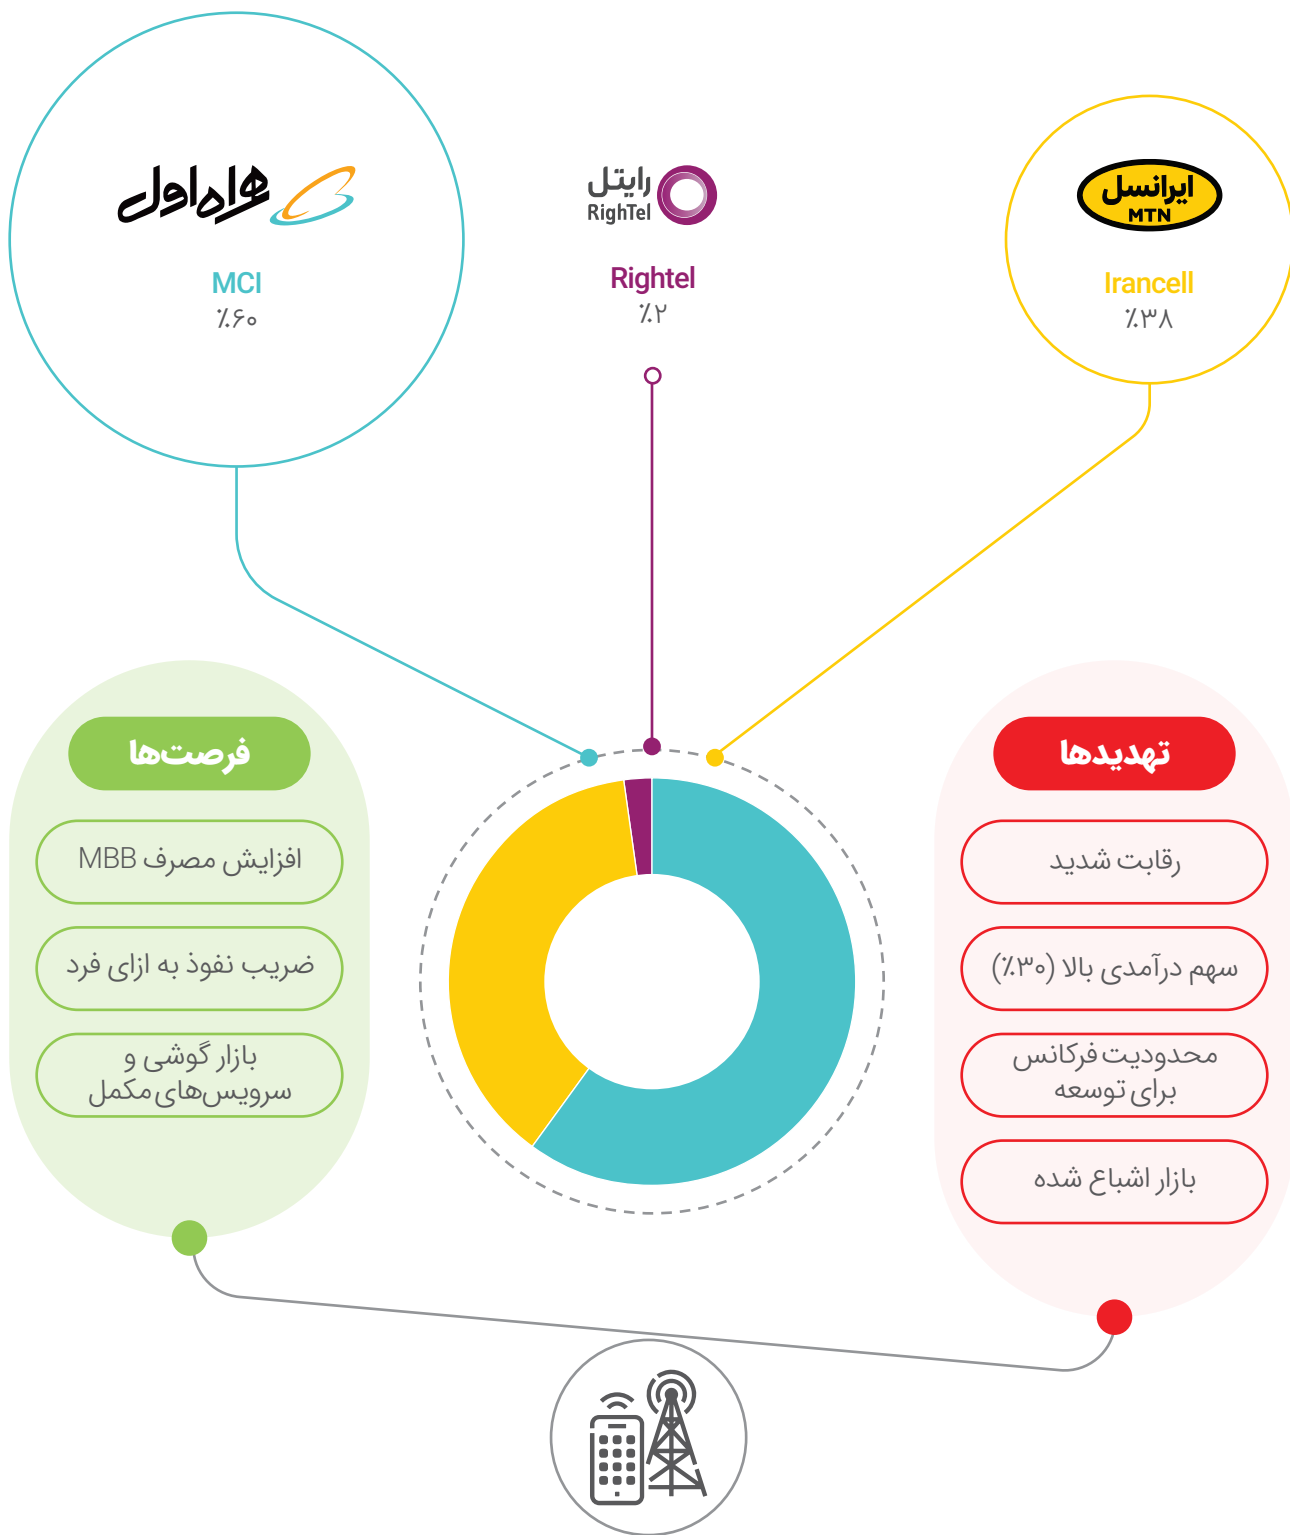 همراه اول
MCI
٪۶۰
رایتل
RighTel
Rightel
٪۲
ایرانسل
MTN
Irancell
٪۳۸
فرصت‌ها
افزایش مصرف MBB
ضریب نفوذ به ازای فرد
بازار گوشی و
سرویس‌های مکمل
تهدیدها
رقابت شدید
سهم درآمدی بالا (۳۰٪)
محدودیت فرکانس
برای توسعه
بازار اشباع شده